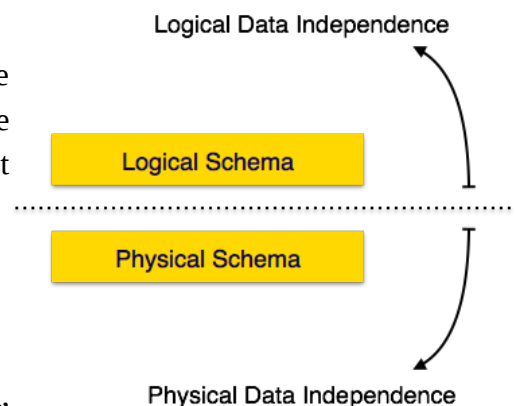 Logical Data Independence
e
e
Logical Schema
t
Physical Schema
Physical Data Independence
,